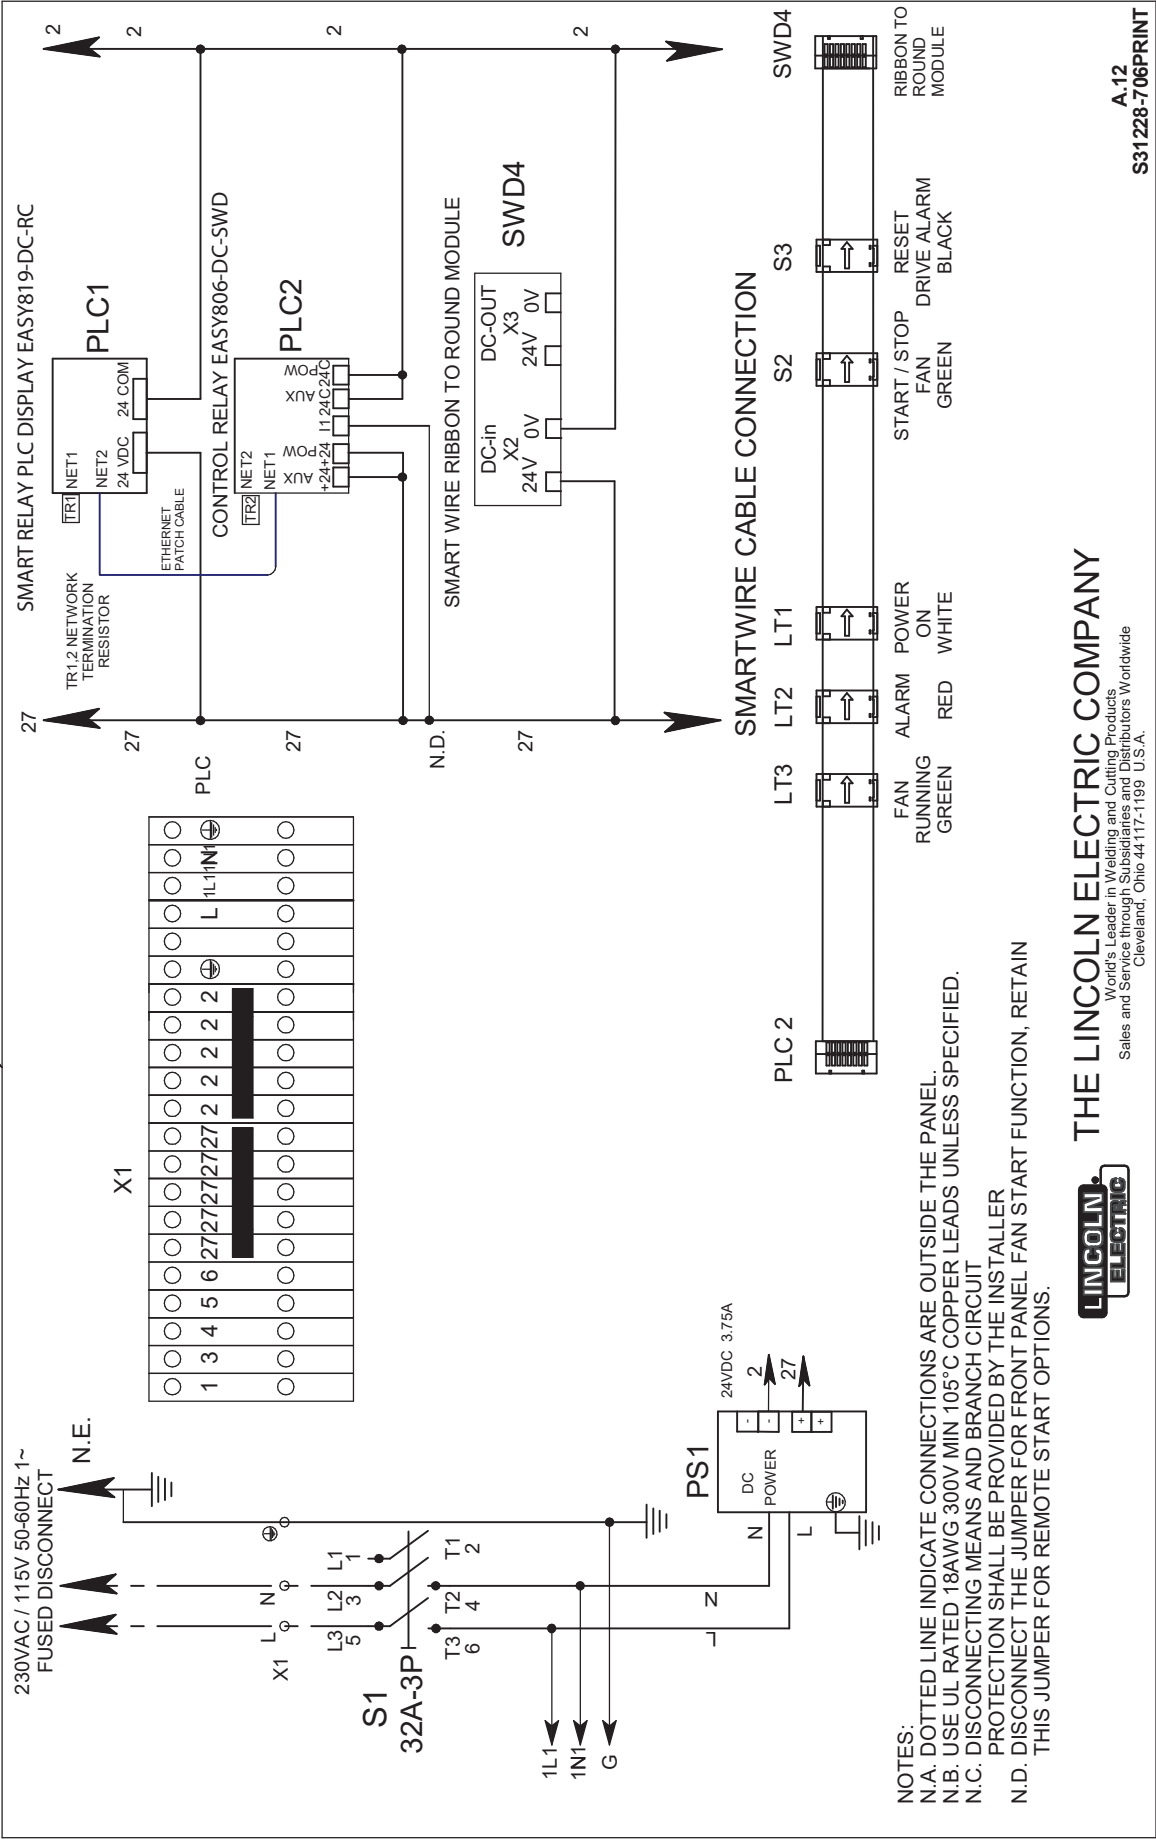 230VAC / 115V 50-60Hz 1~
FUSED DISCONNECT
N.E.
X1
L
N
L3
5
L2
3
L1
1
S1
32A-3P
T3
6
T2
4
T1
2
1L1
1N1
G
L
N
PS1
24VDC 3.75A
DC
POWER
N
L
-
-
+
+
2
27
X1
1
3
4
5
6
27
27
27
27
27
2
2
2
2
2
L
1L1
1N1
N
SMART RELAY PLC DISPLAY EASY819-DC-RC
PLC1
TR1
NET1
NET2
24 VDC
24 COM
TR1,2 NETWORK
TERMINATION
RESISTOR
ETHERNET
PATCH CABLE
CONTROL RELAY EASY806-DC-SWD
PLC2
TR2
NET2
NET1
AUX
POW
AUX
POW
+24
+24
I1
24C
24C
SMART WIRE RIBBON TO ROUND MODULE
SWD4
DC-in
X2
24V
0V
DC-OUT
X3
24V
0V
27
27
PLC
27
N.D.
27
2
2
2
2
SMARTWIRE CABLE CONNECTION
PLC 2
LT3
LT2
LT1
S2
S3
SWD4
FAN
RUNNING
GREEN
ALARM
RED
POWER
ON
WHITE
START / STOP
FAN
GREEN
RESET
DRIVE ALARM
BLACK
RIBBON TO
ROUND
MODULE
NOTES:
N.A. DOTTED LINE INDICATE CONNECTIONS ARE OUTSIDE THE PANEL.
N.B. USE UL RATED 18AWG 300V MIN 105°C COPPER LEADS UNLESS SPECIFIED.
N.C. DISCONNECTING MEANS AND BRANCH CIRCUIT
PROTECTION SHALL BE PROVIDED BY THE INSTALLER
N.D. DISCONNECT THE JUMPER FOR FRONT PANEL FAN START FUNCTION, RETAIN
THIS JUMPER FOR REMOTE START OPTIONS.
LINCOLN
ELECTRIC
THE LINCOLN ELECTRIC COMPANY
World's Leader in Welding and Cutting Products
Sales and Service through Subsidiaries and Distributors Worldwide
Cleveland, Ohio 44117-1199 U.S.A.
A.12
S31228-706PRINT